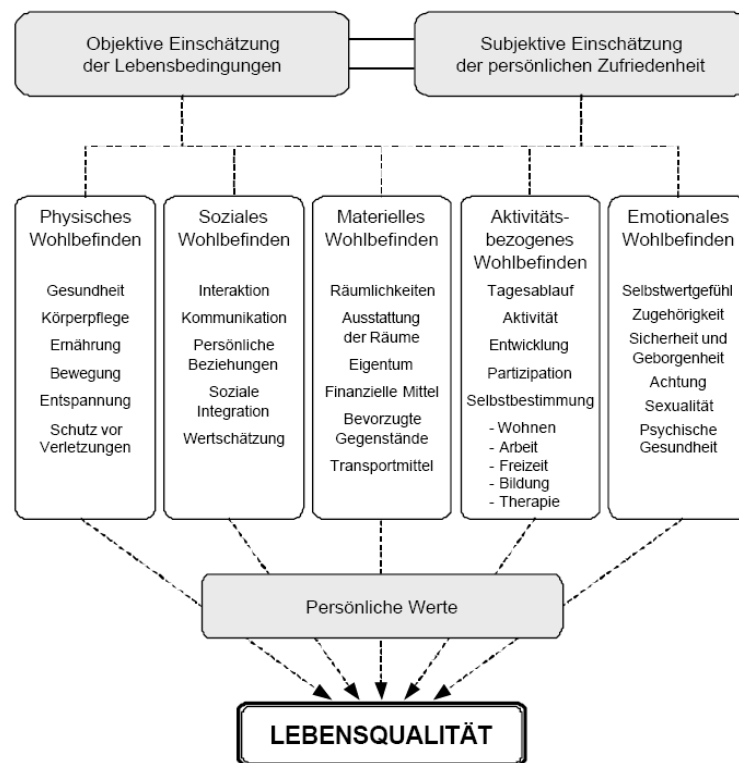 Objektive Einschätzung
der Lebensbedingungen
Subjektive Einschätzung
der persönlichen Zufriedenheit
Physisches
Wohlbefinden
Gesundheit
Körperpflege
Ernährung
Bewegung
Entspannung
Schutz vor
Verletzungen
Soziales
Wohlbefinden
Interaktion
Kommunikation
Persönliche
Beziehungen
Soziale
Integration
Wertschätzung
Materielles
Wohlbefinden
Räumlichkeiten
Ausstattung
der Räume
Eigentum
Finanzielle Mittel
Bevorzugte
Gegenstände
Transportmittel
Aktivitäts-
bezogenes
Wohlbefinden
Tagesablauf
Aktivität
Entwicklung
Partizipation
Selbstbestimmung
- Wohnen
- Arbeit
- Freizeit
- Bildung
- Therapie
Emotionales
Wohlbefinden
Selbstwertgefühl
Zugehörigkeit
Sicherheit und
Geborgenheit
Achtung
Sexualität
Psychische
Gesundheit
Persönliche Werte
LEBENSQUALITÄT